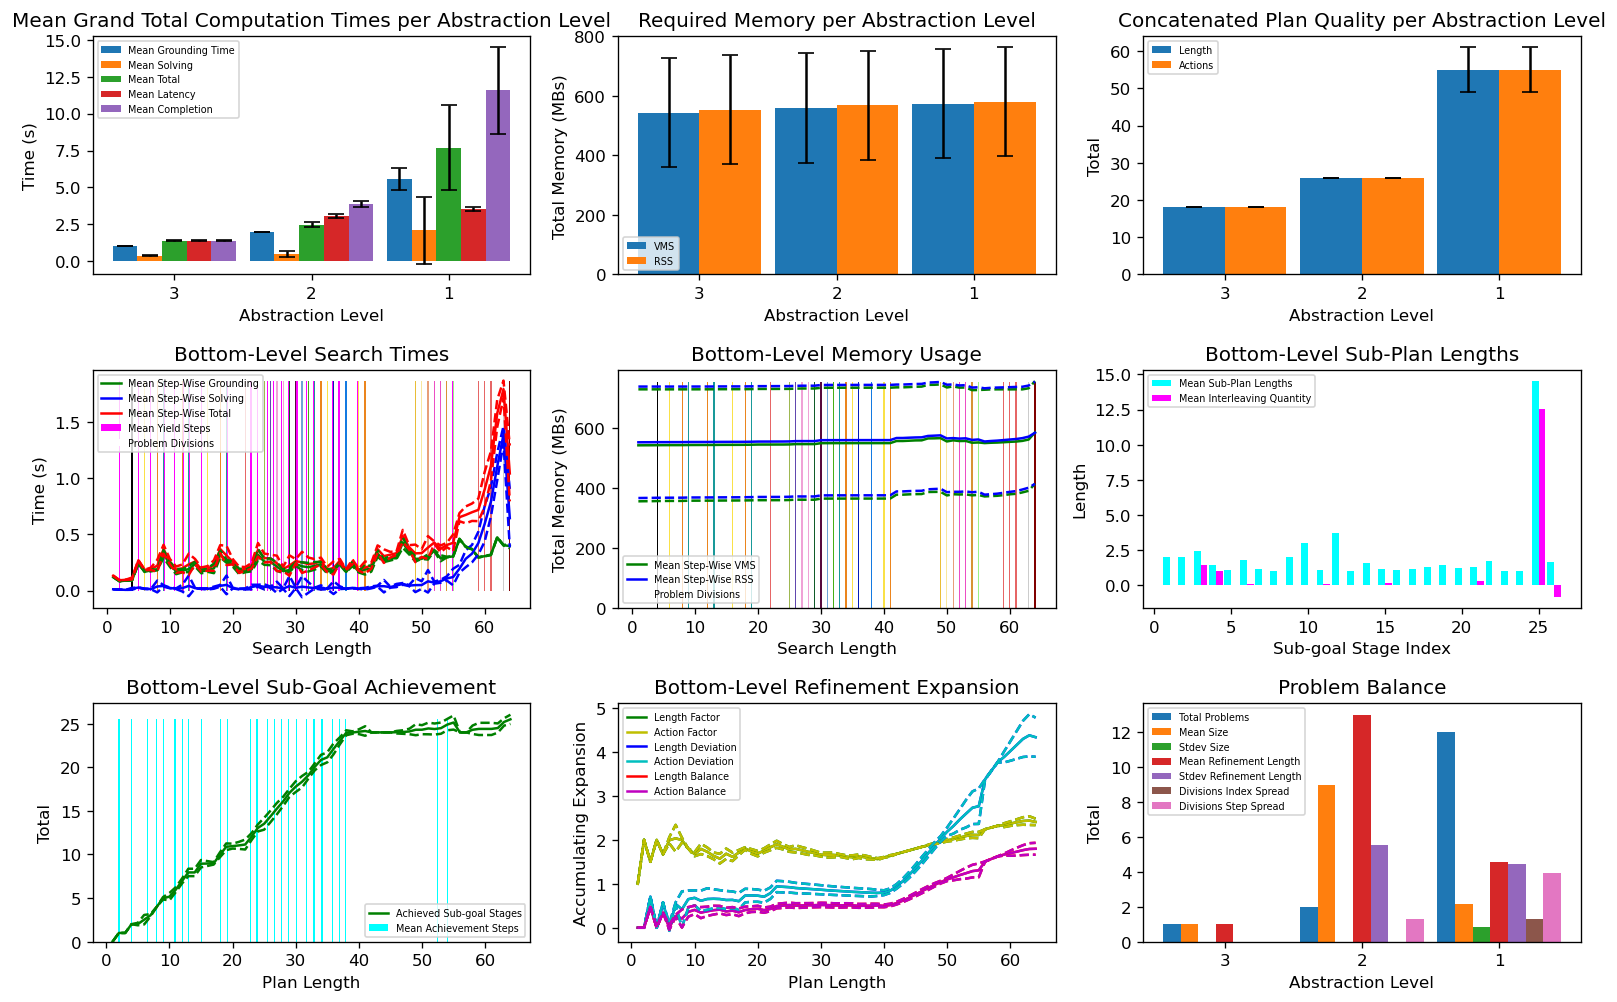 Mean Grand Total Computation Times per Abstraction Level
15.0
12.5
10.0
7.5
5.0
2.5
0.0
Time (s)
Mean Grounding Time
Mean Solving
Mean Total
Mean Latency
Mean Completion
3 2 1
Abstraction Level
Required Memory per Abstraction Level
800
600
400
200
0
Total Memory (MBs)
VMS
RSS
3 2 1
Abstraction Level
Concatenated Plan Quality per Abstraction Level
60
50
40
30
20
10
0
Total
Length
Actions
3 2 1
Abstraction Level
Bottom-Level Search Times
1.5
1.0
0.5
0.0
Time (s)
Mean Step-Wise Grounding
Mean Step-Wise Solving
Mean Step-Wise Total
Mean Yield Steps
Problem Divisions
0 10 20 30 40 50 60
Search Length
Bottom-Level Memory Usage
600
400
200
0
Total Memory (MBs)
Mean Step-Wise VMS
Mean Step-Wise RSS
Problem Divisions
0 10 20 30 40 50 60
Search Length
Bottom-Level Sub-Plan Lengths
15.0
12.5
10.0
7.5
5.0
2.5
0.0
Length
Mean Sub-Plan Lengths
Mean Interleaving Quantity
0 5 10 15 20 25
Sub-goal Stage Index
Bottom-Level Sub-Goal Achievement
25
20
15
10
5
0
Total
Achieved Sub-goal Stages
Mean Achievement Steps
0 10 20 30 40 50 60
Plan Length
Bottom-Level Refinement Expansion
5
4
3
2
1
0
Accumulating Expansion
Length Factor
Action Factor
Length Deviation
Action Deviation
Length Balance
Action Balance
0 10 20 30 40 50 60
Plan Length
Problem Balance
12
10
8
6
4
2
0
Total
Total Problems
Mean Size
Stdev Size
Mean Refinement Length
Stdev Refinement Length
Divisions Index Spread
Divisions Step Spread
3 2 1
Abstraction Level